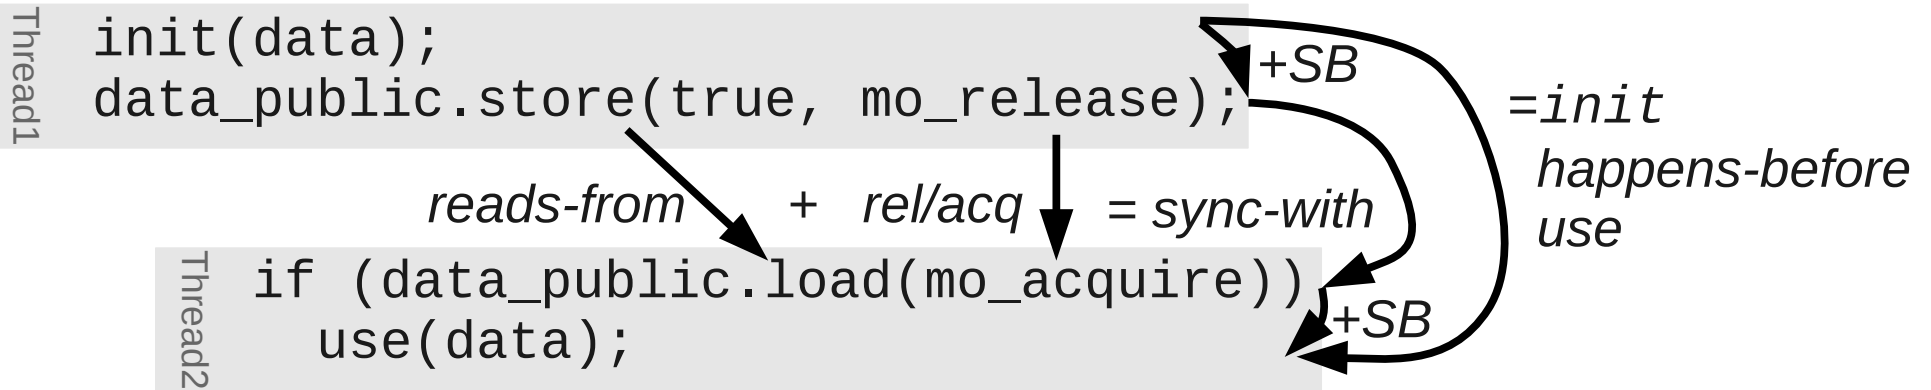 Thread1
init(data);
data_public.store(true, mo_release);
+SB
=init
happens-before
use
reads-from + rel/acq = sync-with
Thread2
if (data_public.load(mo_acquire))
use(data);
+SB